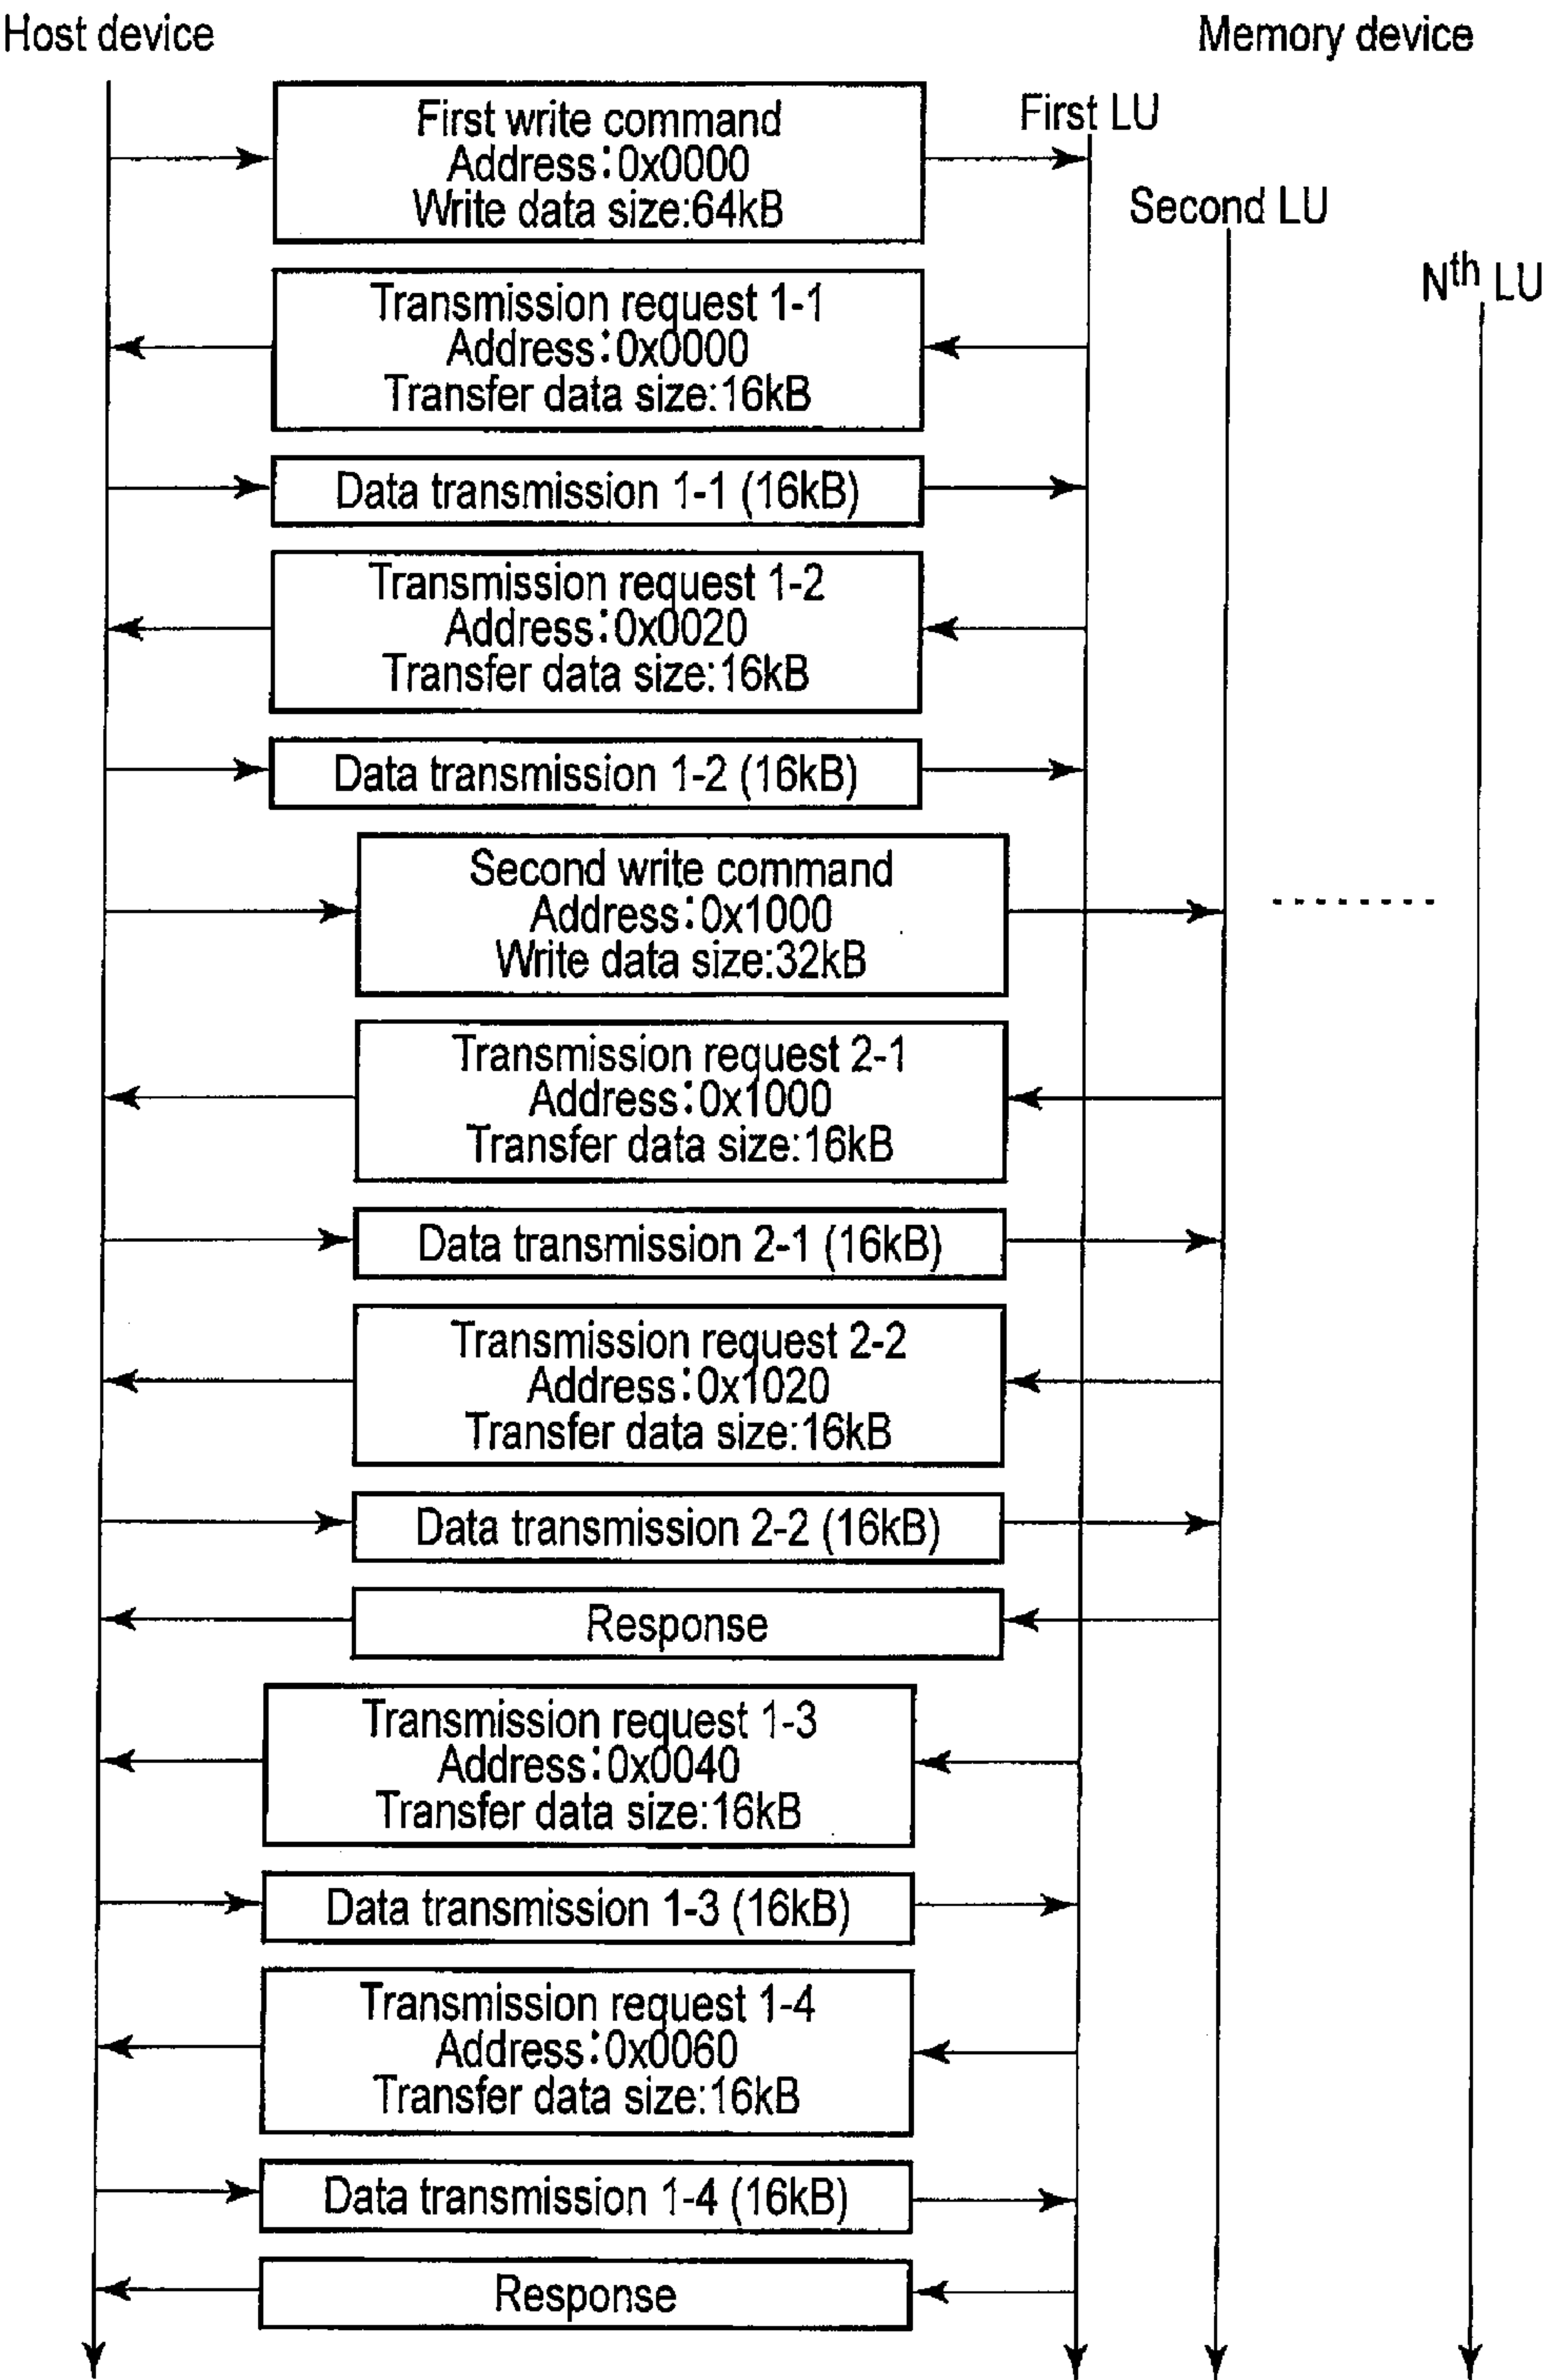 Host device
Memory device
First write command
Address:0x0000
Write data size:64kB
First LU
Second LU
Nth LU
Transmission request 1-1
Address:0x0000
Transfer data size:16kB
Data transmission 1-1 (16kB)
Transmission request 1-2
Address:0x0020
Transfer data size:16kB
Data transmission 1-2 (16kB)
Second write command
Address:0x1000
Write data size:32kB
Transmission request 2-1
Address:0x1000
Transfer data size:16kB
Data transmission 2-1 (16kB)
Transmission request 2-2
Address:0x1020
Transfer data size:16kB
Data transmission 2-2 (16kB)
Response
Transmission request 1-3
Address:0x0040
Transfer data size:16kB
Data transmission 1-3 (16kB)
Transmission request 1-4
Address:0x0060
Transfer data size:16kB
Data transmission 1-4 (16kB)
Response